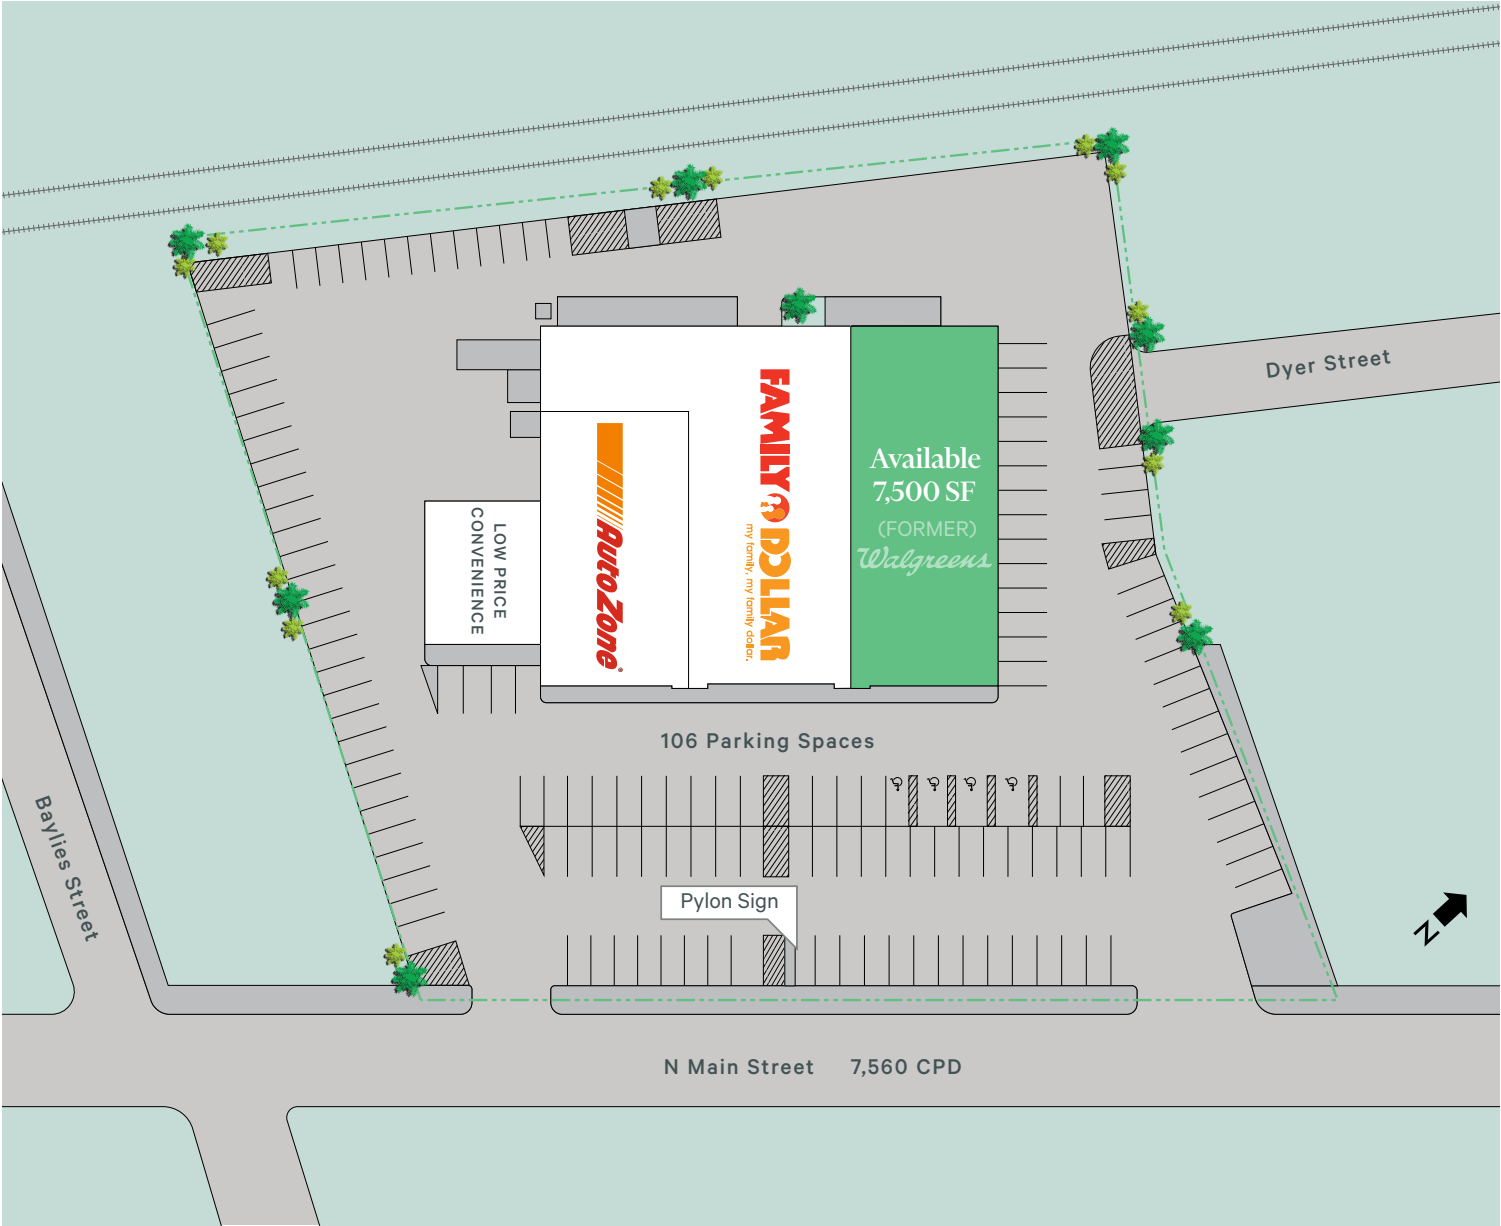 Dyer Street
FAMILY DOLLAR
my family, my family dollar.
Available
7,500 SF
(FORMER)
Walgreens
AutoZone®
LOW PRICE
CONVENIENCE
106 Parking Spaces
Baylies Street
Pylon Sign
N
N Main Street 7,560 CPD